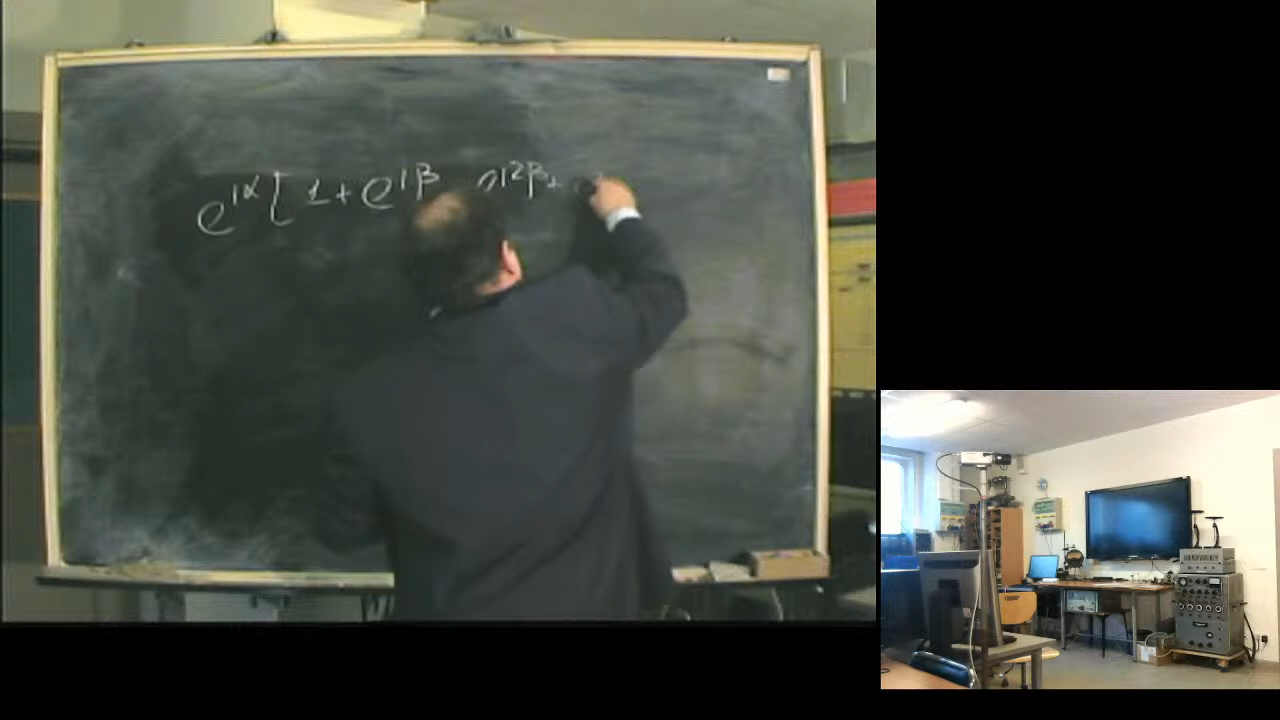 e^{iα} [ 1 + e^{iβ} e^{i2β} +